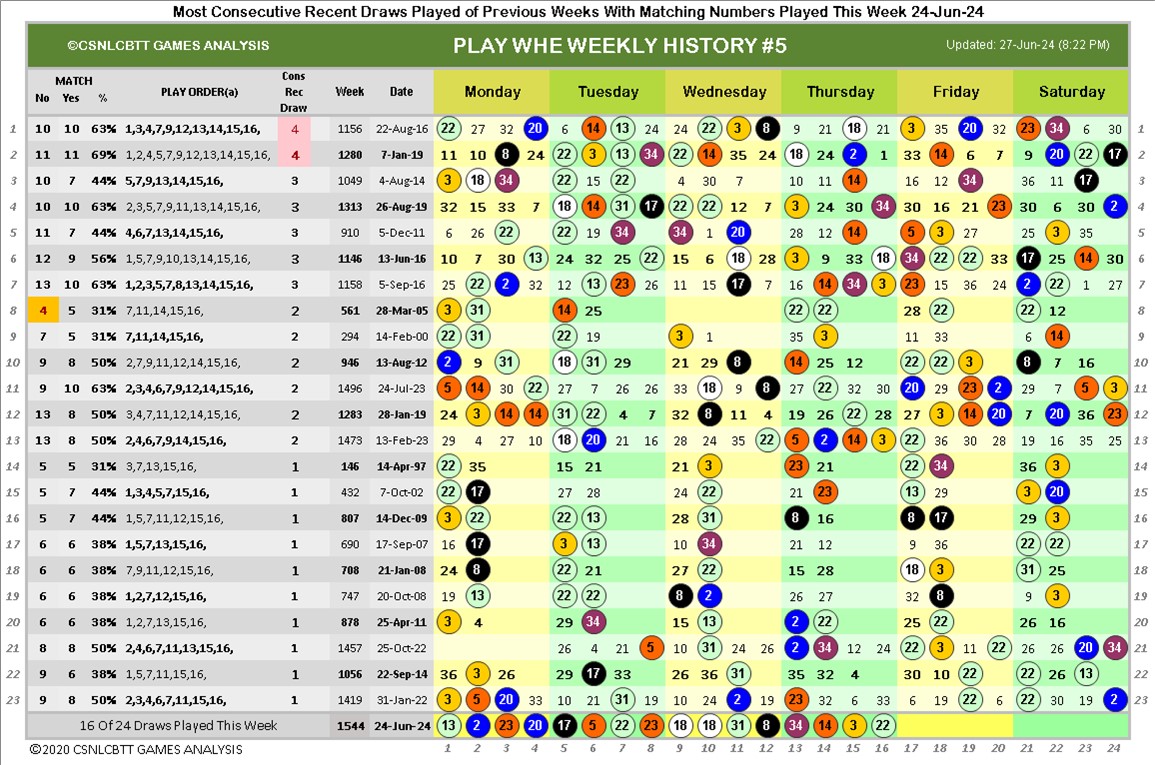 Most Consecutive Recent Draws Played of Previous Weeks With Matching Numbers Played This Week 24-Jun-24
©CSNLCBTT GAMES ANALYSIS PLAY WHE WEEKLY HISTORY #5 Updated: 27-Jun-24 (8:22 PM)
MATCH Cons
No Yes % PLAY ORDER(a) Rec Week Date Monday Tuesday Wednesday Thursday Friday Saturday
Draw
1 10 10 63% 1,3,4,7,9,12,13,14,15,16, 4 1156 22-Aug-16 22 27 32 20 6 14 13 24 24 22 3 8 9 21 18 21 3 35 20 32 23 34 6 30 1
2 11 11 69% 1,2,4,5,7,9,12,13,14,15,16, 4 1280 7-Jan-19 11 10 8 24 22 3 13 34 22 14 35 24 18 24 2 1 33 14 6 7 9 20 22 17 2
3 10 7 44% 5,7,9,13,14,15,16, 3 1049 4-Aug-14 3 18 34 22 15 22 4 30 7 10 11 14 16 12 34 36 11 17 3
4 10 10 63% 2,3,5,7,9,11,13,14,15,16, 3 1313 26-Aug-19 32 15 33 7 18 14 31 17 22 22 12 7 3 24 30 34 30 16 21 23 30 6 30 2 4
5 11 7 44% 4,6,7,13,14,15,16, 3 910 5-Dec-11 6 26 22 22 19 34 34 1 20 28 12 14 5 3 27 25 3 35 5
6 12 9 56% 1,5,7,9,10,13,14,15,16, 3 1146 13-Jun-16 10 7 30 13 24 32 25 22 15 6 18 28 3 9 33 18 34 22 22 33 17 25 14 30 6
7 13 10 63% 1,2,3,5,7,8,13,14,15,16, 3 1158 5-Sep-16 25 22 2 32 12 13 23 26 11 15 17 7 16 14 34 3 23 15 36 24 2 22 1 27 7
8 4 5 31% 7,11,14,15,16, 2 561 28-Mar-05 3 31 14 25 22 22 28 22 22 12 8
9 7 5 31% 7,11,14,15,16, 2 294 14-Feb-00 22 31 22 19 3 1 35 3 11 33 6 14 9
10 9 8 50% 2,7,9,11,12,14,15,16, 2 946 13-Aug-12 2 9 31 18 31 29 21 29 8 14 25 12 22 22 3 8 7 16 10
11 9 10 63% 2,3,4,6,7,9,12,14,15,16, 2 1496 24-Jul-23 5 14 30 22 27 7 26 26 33 18 9 8 27 22 32 30 20 29 23 2 29 7 5 3 11
12 13 8 50% 3,4,7,11,12,14,15,16, 2 1283 28-Jan-19 24 3 14 14 31 22 4 7 32 8 11 4 19 26 22 28 27 3 14 20 7 20 36 23 12
13 13 8 50% 2,4,6,7,9,14,15,16, 2 1473 13-Feb-23 29 4 27 10 18 20 21 16 28 24 35 22 5 2 14 3 22 36 30 28 19 16 35 25 13
14 5 5 31% 3,7,13,15,16, 1 146 14-Apr-97 22 35 15 21 21 3 23 21 22 34 36 3 14
15 5 7 44% 1,3,4,5,7,15,16, 1 432 7-Oct-02 22 17 27 28 24 22 21 23 13 29 3 20 15
16 5 7 44% 1,5,7,11,12,15,16, 1 807 14-Dec-09 3 22 22 13 28 31 8 16 8 17 29 3 16
17 6 6 38% 1,5,7,13,15,16, 1 690 17-Sep-07 16 17 3 13 10 34 21 12 9 36 22 22 17
18 6 6 38% 7,9,11,12,15,16, 1 708 21-Jan-08 24 8 22 21 27 22 15 28 18 3 31 25 18
19 6 6 38% 1,2,7,12,15,16, 1 747 20-Oct-08 19 13 22 22 8 2 26 27 32 8 9 3 19
20 6 6 38% 1,2,7,13,15,16, 1 878 25-Apr-11 3 4 29 34 15 13 2 22 25 22 26 16 20
21 8 8 50% 2,4,6,7,11,13,15,16, 1 1457 25-Oct-22 26 4 21 5 10 31 24 26 2 34 12 24 22 3 11 22 26 26 20 34 21
22 9 6 38% 1,5,7,11,15,16, 1 1056 22-Sep-14 36 3 26 29 17 33 26 36 31 35 32 4 30 10 22 22 26 13 22
23 9 8 50% 2,3,4,6,7,11,15,16, 1 1419 31-Jan-22 3 5 20 33 10 21 31 19 11 24 2 19 23 32 6 33 6 19 22 6 22 30 19 2 23
16 Of 24 Draws Played This Week 1544 24-Jun-24 13 2 23 20 17 5 22 23 18 18 31 8 34 14 3 22
©2020 CSNLCBTT GAMES ANALYSIS 1 2 3 4 5 6 7 8 9 10 11 12 13 14 15 16 17 18 19 20 21 22 23 24